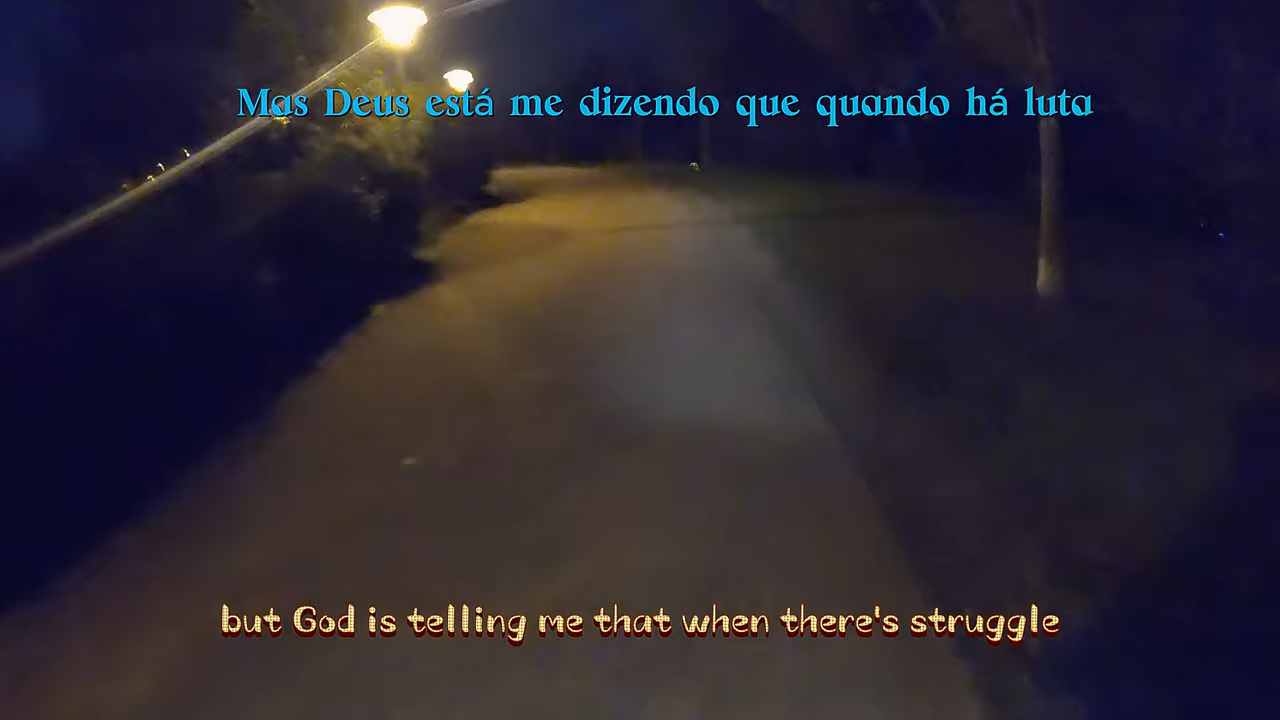 Mas Deus está me dizendo que quando há luta
but God is telling me that when there's struggle